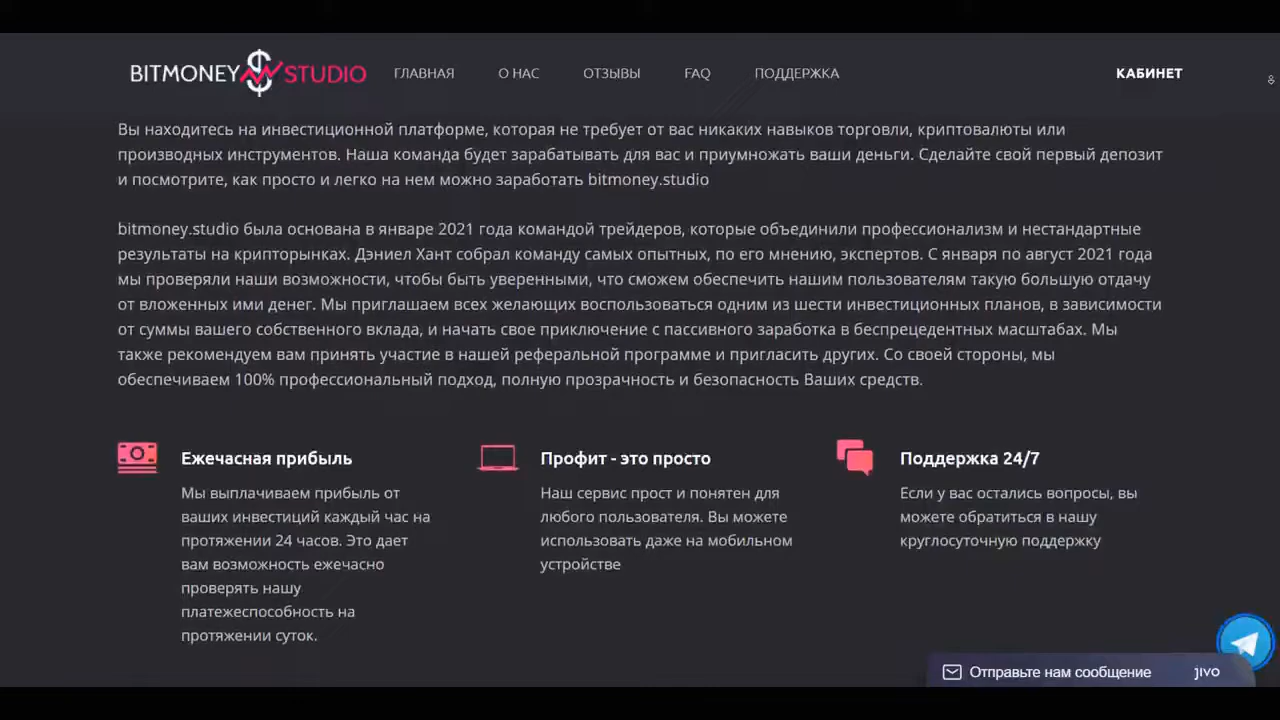 BITMONEY STUDIO ГЛАВНАЯ О НАС ОТЗЫВЫ FAQ ПОДДЕРЖКА КАБИНЕТ
Вы находитесь на инвестиционной платформе, которая не требует от вас никаких навыков торговли, криптовалюты или
производных инструментов. Наша команда будет зарабатывать для вас и приумножать ваши деньги. Сделайте свой первый депозит
и посмотрите, как просто и легко на нем можно заработать bitmoney.studio
bitmoney.studio была основана в январе 2021 года командой трейдеров, которые объединили профессионализм и нестандартные
результаты на крипторынках. Дэниел Хант собрал команду самых опытных, по его мнению, экспертов. С января по август 2021 года
мы проверяли наши возможности, чтобы быть уверенными, что сможем обеспечить нашим пользователям такую большую отдачу
от вложенных ими денег. Мы приглашаем всех желающих воспользоваться одним из шести инвестиционных планов, в зависимости
от суммы вашего собственного вклада, и начать свое приключение с пассивного заработка в беспрецедентных масштабах. Мы
также рекомендуем вам принять участие в нашей реферальной программе и пригласить других. Со своей стороны, мы
обеспечиваем 100% профессиональный подход, полную прозрачность и безопасность Ваших средств.
Ежечасная прибыль
Мы выплачиваем прибыль от
ваших инвестиций каждый час на
протяжении 24 часов. Это дает
вам возможность ежечасно
проверять нашу
платежеспособность на
протяжении суток.
Профит - это просто
Наш сервис прост и понятен для
любого пользователя. Вы можете
использовать даже на мобильном
устройстве
Поддержка 24/7
Если у вас остались вопросы, вы
можете обратиться в нашу
круглосуточную поддержку
Отправьте нам сообщение jivo